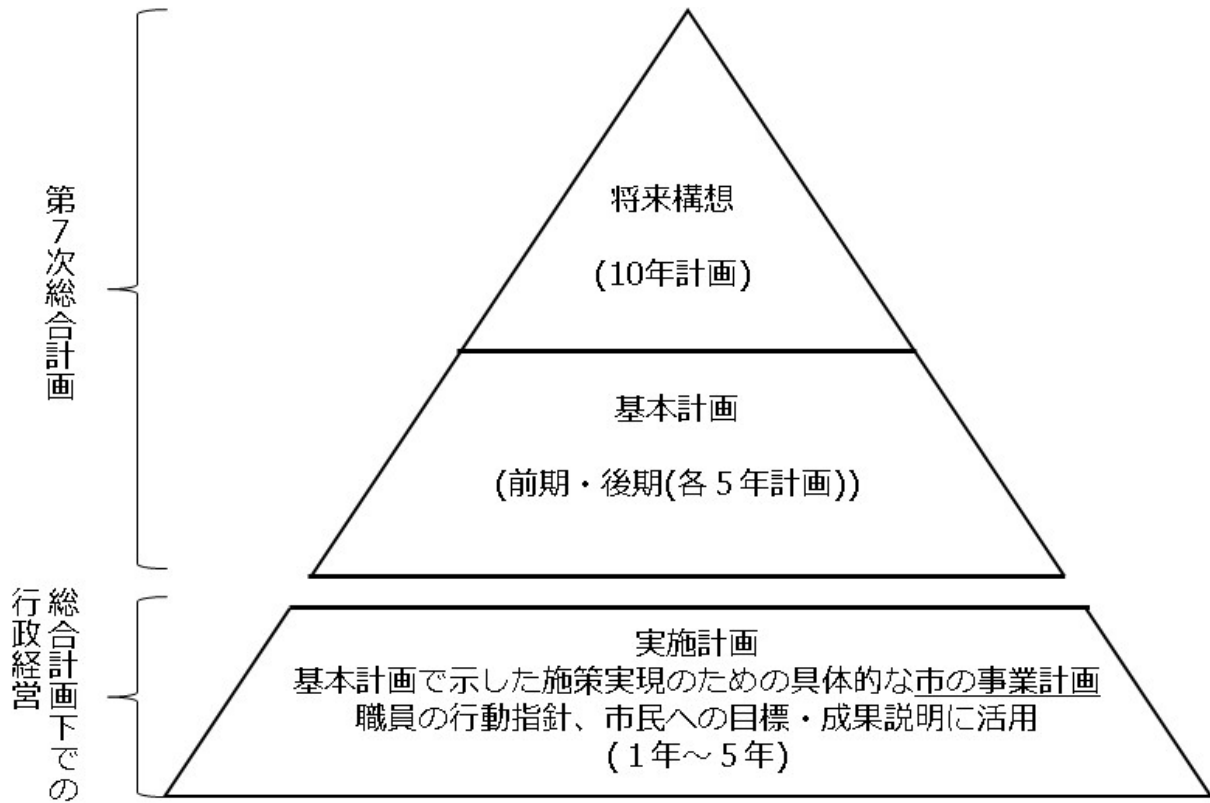 第７次総合計画
将来構想
(10年計画)
基本計画
(前期・後期(各５年計画))
総合計画下での
行政経営
実施計画
基本計画で示した施策実現のための具体的な市の事業計画
職員の行動指針、市民への目標・成果説明に活用
(１年～５年)